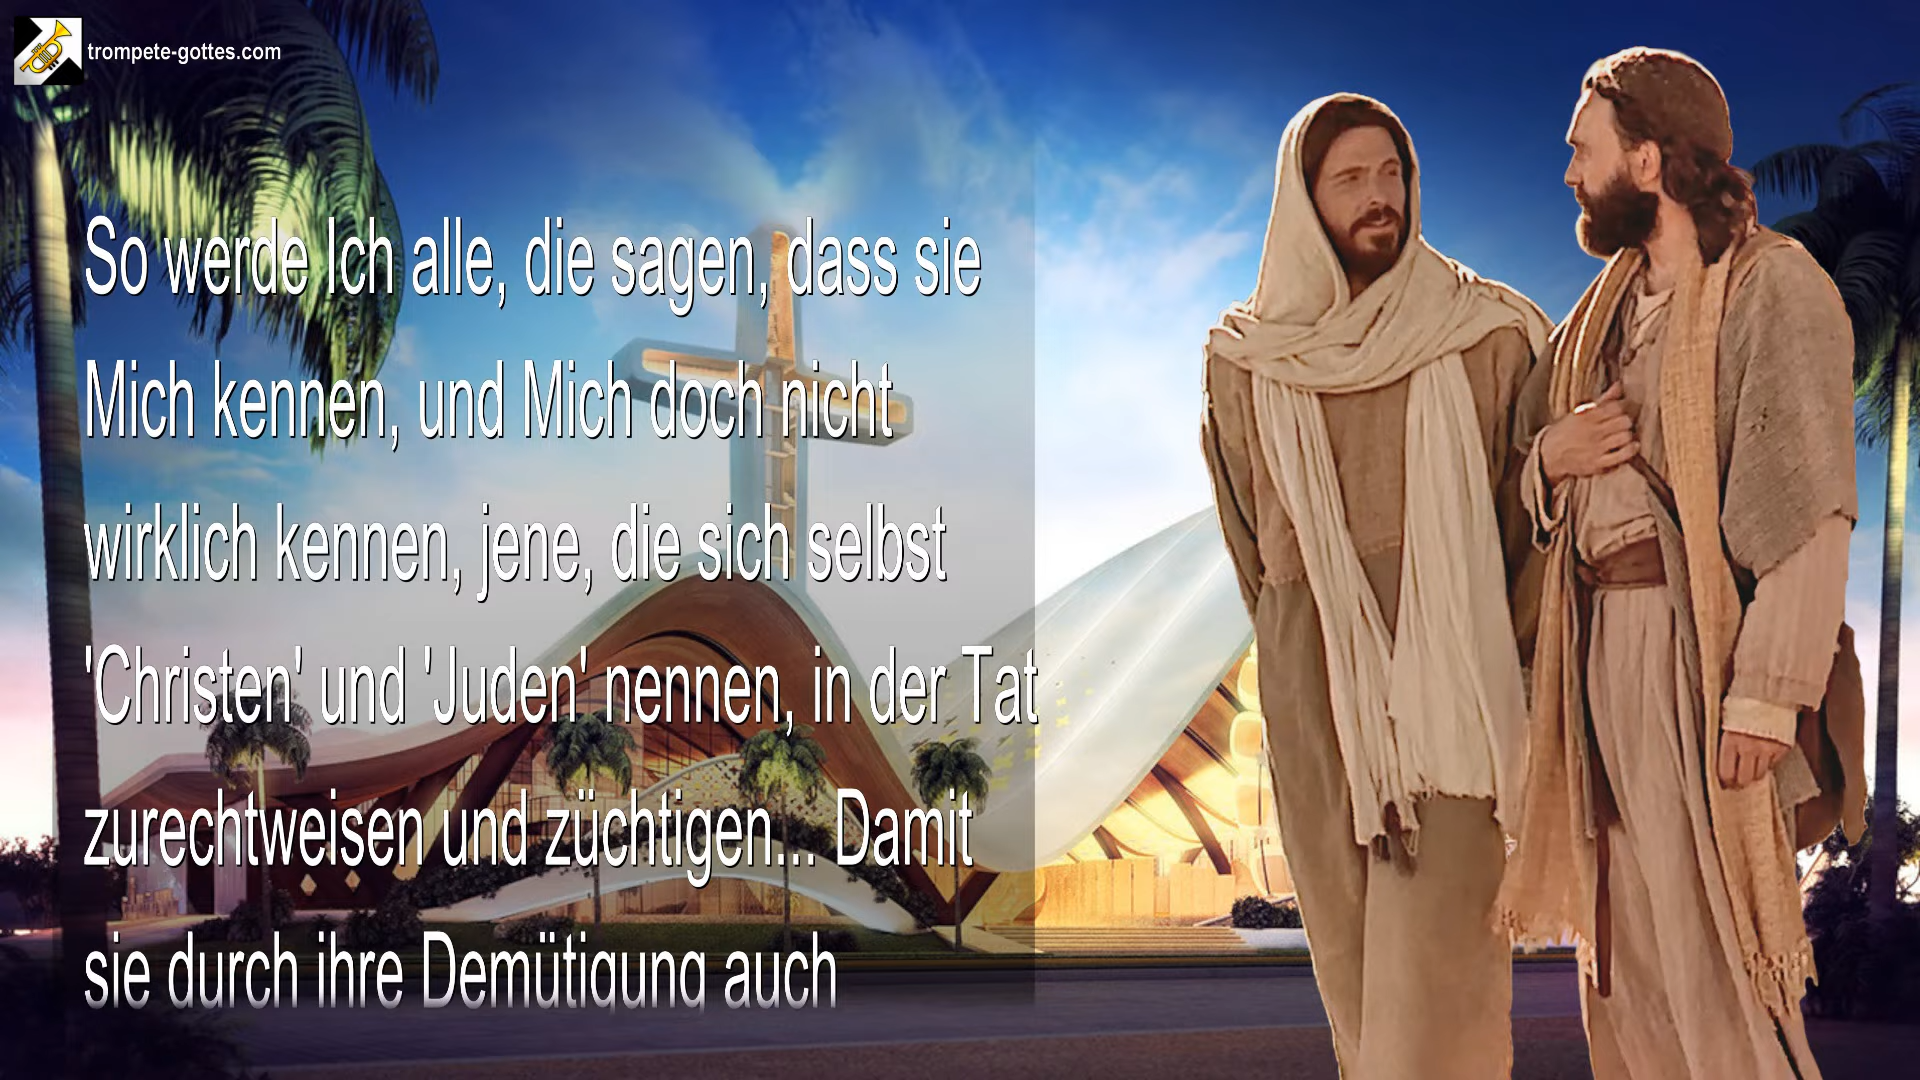 trompete-gottes.com
So werde Ich alle, die sagen, dass sie
Mich kennen, und Mich doch nicht
wirklich kennen, jene, die sich selbst
'Christen' und 'Juden' nennen, in der Tat
zurechtweisen und züchtigen... Damit
sie durch ihre Demütigung auch